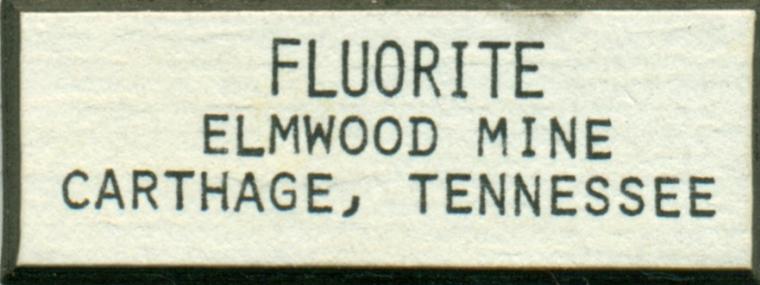 FLUORITE
ELMWOOD MINE
CARTHAGE, TENNESSEE